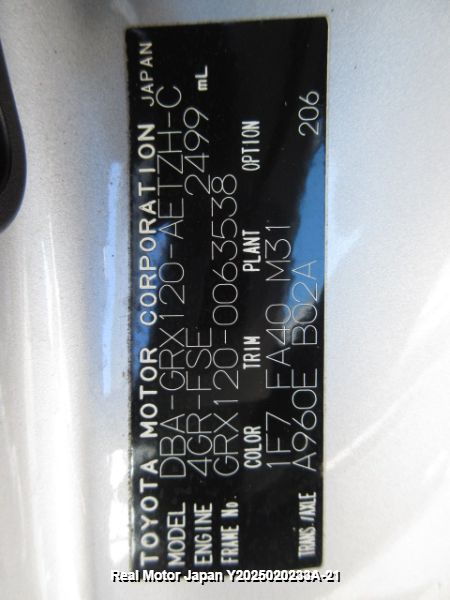 TOYOTA MOTOR CORPORATION JAPAN
MODEL DBA-GRX120-AETZH-C
ENGINE 4GR-FSE 2499 mL
FRAME No. GRX120-0063538
COLOR TRIM PLANT OPTION
1F7 FA40 M31
A960E B02A 206
TRANS./AXLE
Real Motor Japan Y2025020233A-21